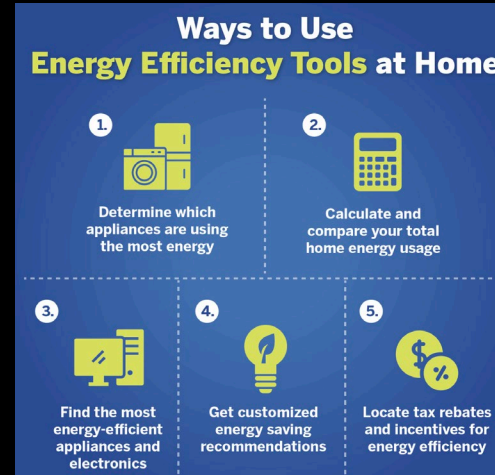 Ways to Use
Energy Efficiency Tools at Home
1.
Determine which
appliances are using
the most energy
2.
Calculate and
compare your total
home energy usage
3.
Find the most
energy-efficient
appliances and
electronics
4.
Get customized
energy saving
recommendations
5.
$
%
Locate tax rebates
and incentives for
energy efficiency